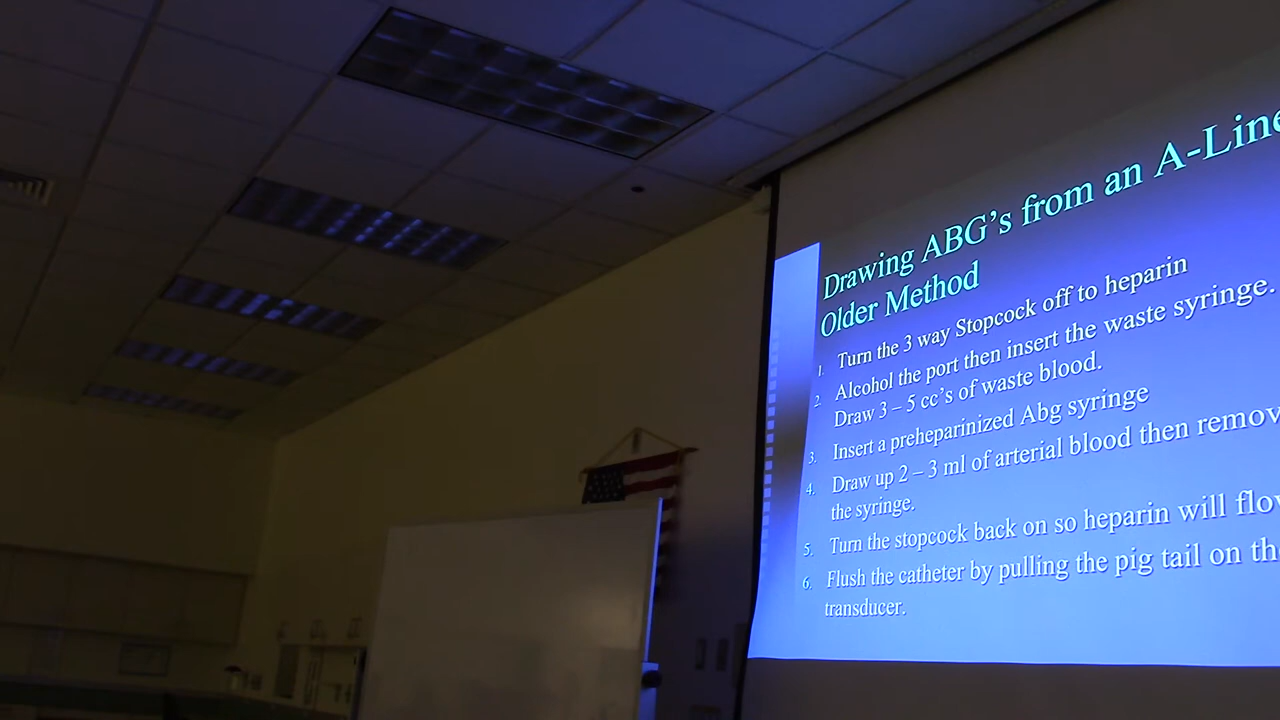 Drawing ABG's from an A-Line
Older Method
1. Turn the 3 way Stopcock off to heparin
2. Alcohol the port then insert the waste syringe.
Draw 3 – 5 cc's of waste blood.
3. Insert a preheparinized Abg syringe
4. Draw up 2 – 3 ml of arterial blood then remov
the syringe.
5. Turn the stopcock back on so heparin will flo
6. Flush the catheter by pulling the pig tail on th
transducer.